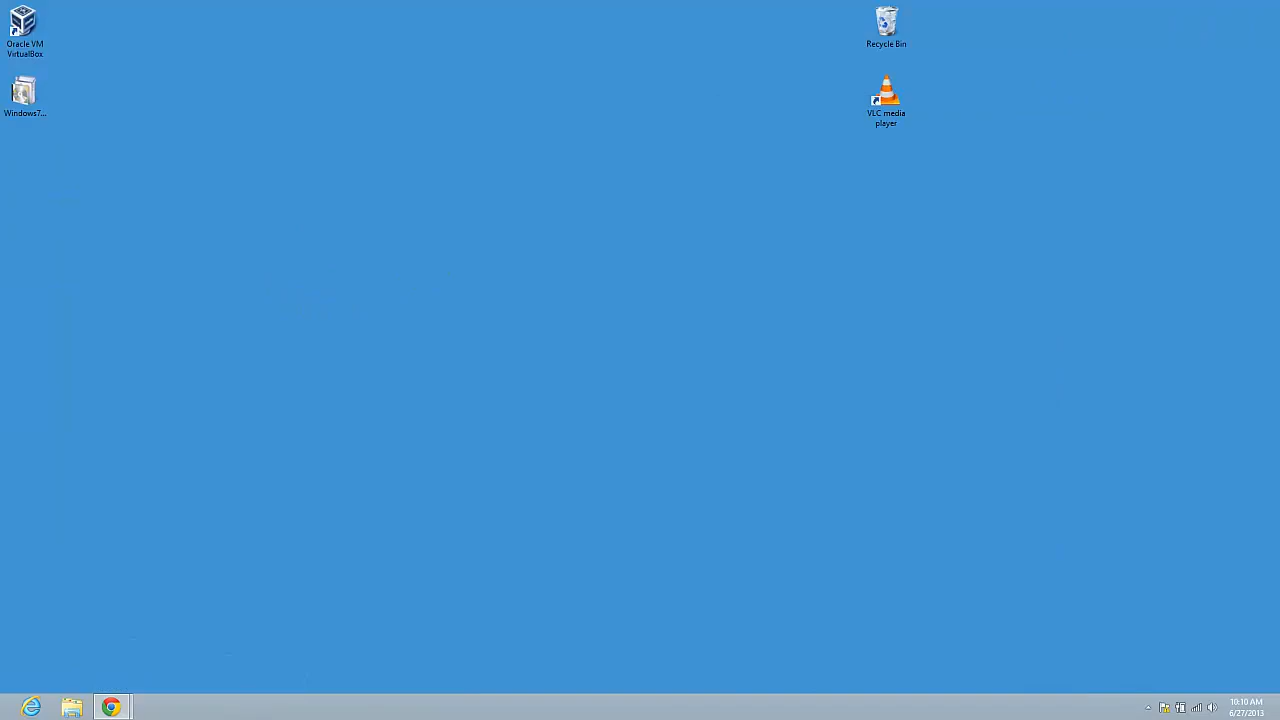 Oracle VM
VirtualBox
Windows7...
Recycle Bin
VLC media
player
10:10 AM
6/27/2013